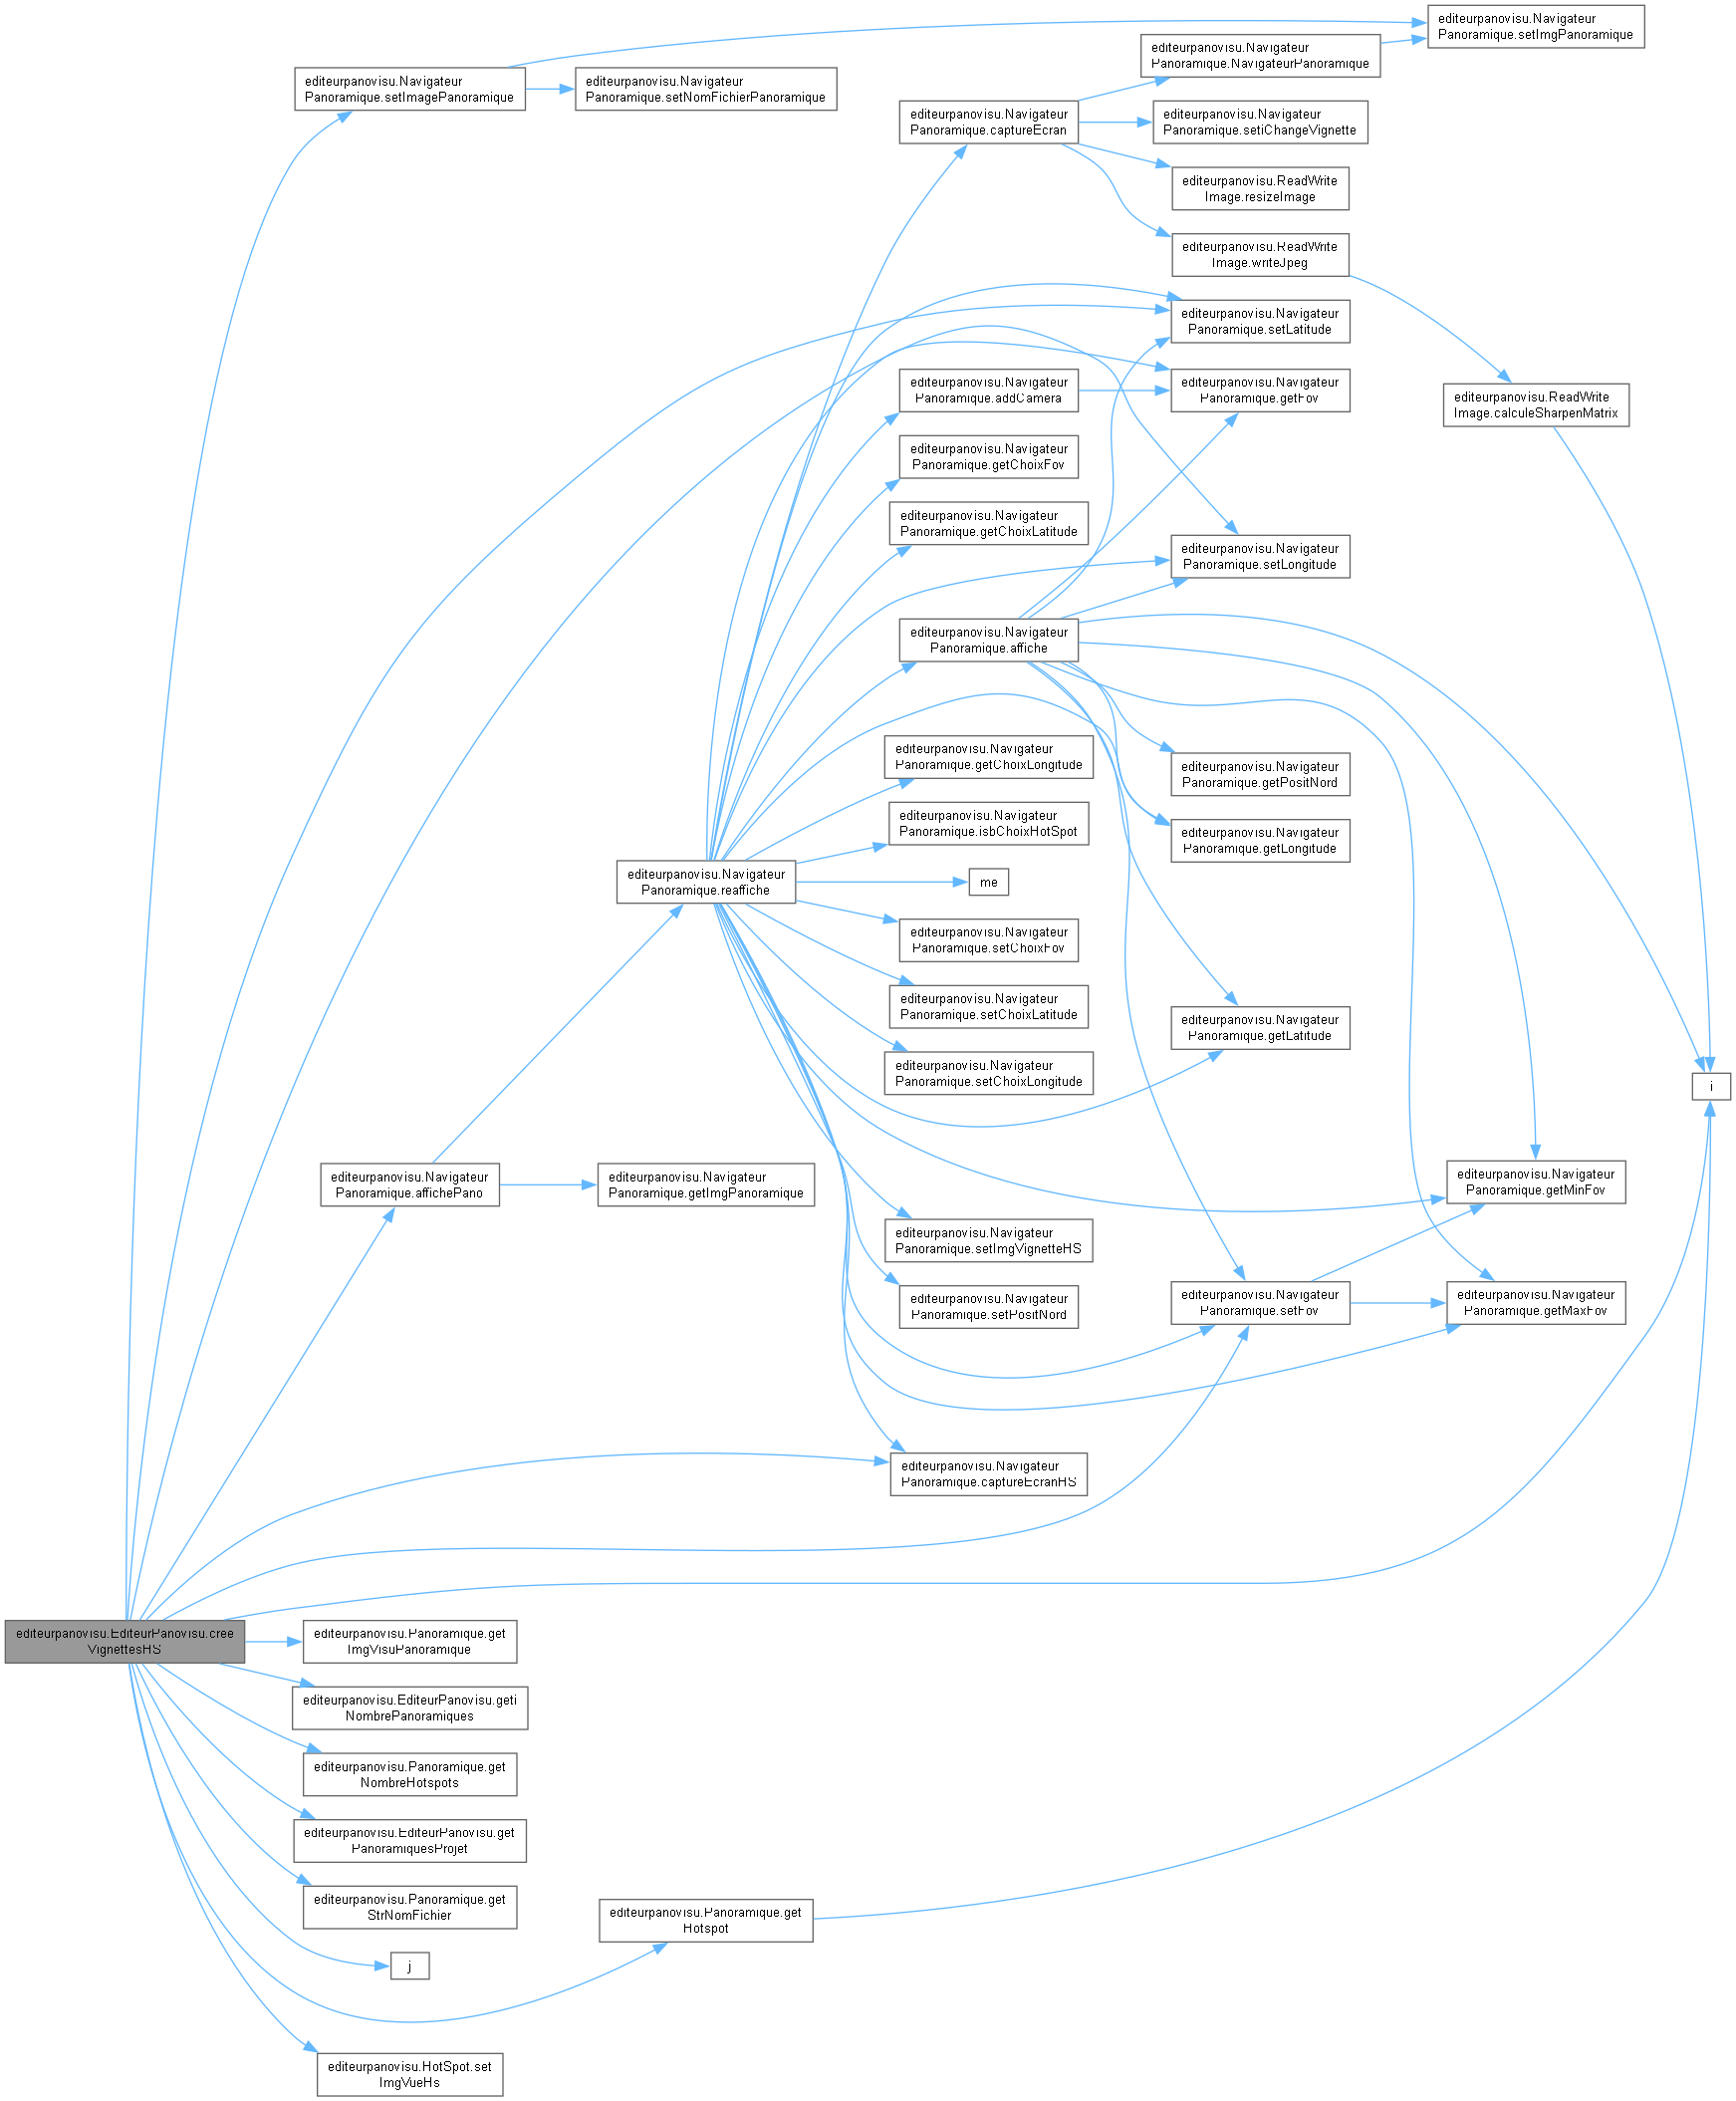 editeurpanovisu.Navigateur
Panoramique.setImgPanoramique
editeurpanovisu.Navigateur
Panoramique.NavigateurPanoramique
editeurpanovisu.Navigateur
Panoramique.setImagePanoramique
editeurpanovisu.Navigateur
Panoramique.setNomFichierPanoramique
editeurpanovisu.Navigateur
Panoramique.captureEcran
editeurpanovisu.Navigateur
Panoramique.setiChangeVignette
editeurpanovisu.ReadWrite
Image.resizeImage
editeurpanovisu.ReadWrite
Image.writeJpeg
editeurpanovisu.Navigateur
Panoramique.setLatitude
editeurpanovisu.Navigateur
Panoramique.addCamera
editeurpanovisu.Navigateur
Panoramique.getFov
editeurpanovisu.ReadWrite
Image.calculeSharpenMatrix
editeurpanovisu.Navigateur
Panoramique.getChoixFov
editeurpanovisu.Navigateur
Panoramique.getChoixLatitude
editeurpanovisu.Navigateur
Panoramique.setLongitude
editeurpanovisu.Navigateur
Panoramique.affiche
editeurpanovisu.Navigateur
Panoramique.getChoixLongitude
editeurpanovisu.Navigateur
Panoramique.getPositNord
editeurpanovisu.Navigateur
Panoramique.isbChoixHotSpot
editeurpanovisu.Navigateur
Panoramique.getLongitude
editeurpanovisu.Navigateur
Panoramique.reaffiche
me
editeurpanovisu.Navigateur
Panoramique.setChoixFov
editeurpanovisu.Navigateur
Panoramique.setChoixLatitude
editeurpanovisu.Navigateur
Panoramique.getLatitude
editeurpanovisu.Navigateur
Panoramique.setChoixLongitude
i
editeurpanovisu.Navigateur
Panoramique.affichePano
editeurpanovisu.Navigateur
Panoramique.getImgPanoramique
editeurpanovisu.Navigateur
Panoramique.getMinFov
editeurpanovisu.Navigateur
Panoramique.setImgVignetteHS
editeurpanovisu.Navigateur
Panoramique.setPositNord
editeurpanovisu.Navigateur
Panoramique.setFov
editeurpanovisu.Navigateur
Panoramique.getMaxFov
editeurpanovisu.Navigateur
Panoramique.captureEcranHS
editeurpanovisu.EditeurPanovisu.cree
VignettesHS
editeurpanovisu.Panoramique.get
ImgVisuPanoramique
editeurpanovisu.EditeurPanovisu.geti
NombrePanoramiques
editeurpanovisu.Panoramique.get
NombreHotspots
editeurpanovisu.EditeurPanovisu.get
PanoramiquesProjet
editeurpanovisu.Panoramique.get
StrNomFichier
editeurpanovisu.Panoramique.get
Hotspot
j
editeurpanovisu.HotSpot.set
ImgVueHs